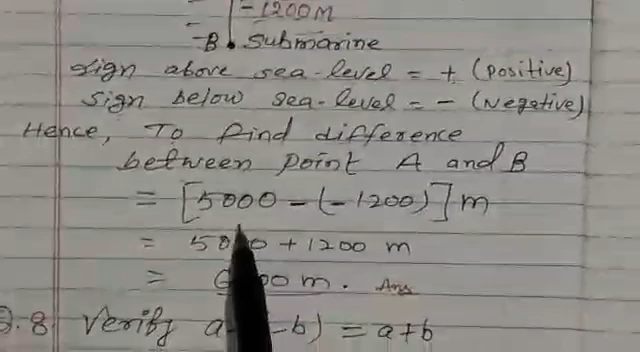 -1200M
-B. Submarine
Sign above sea-level = + (Positive)
Sign below sea-level = - (Negative)
Hence, To find difference
between point A and B
= [5000 - (-1200)] m
= + 1200 m
= m. Ans
8 Verify -b) = a+b